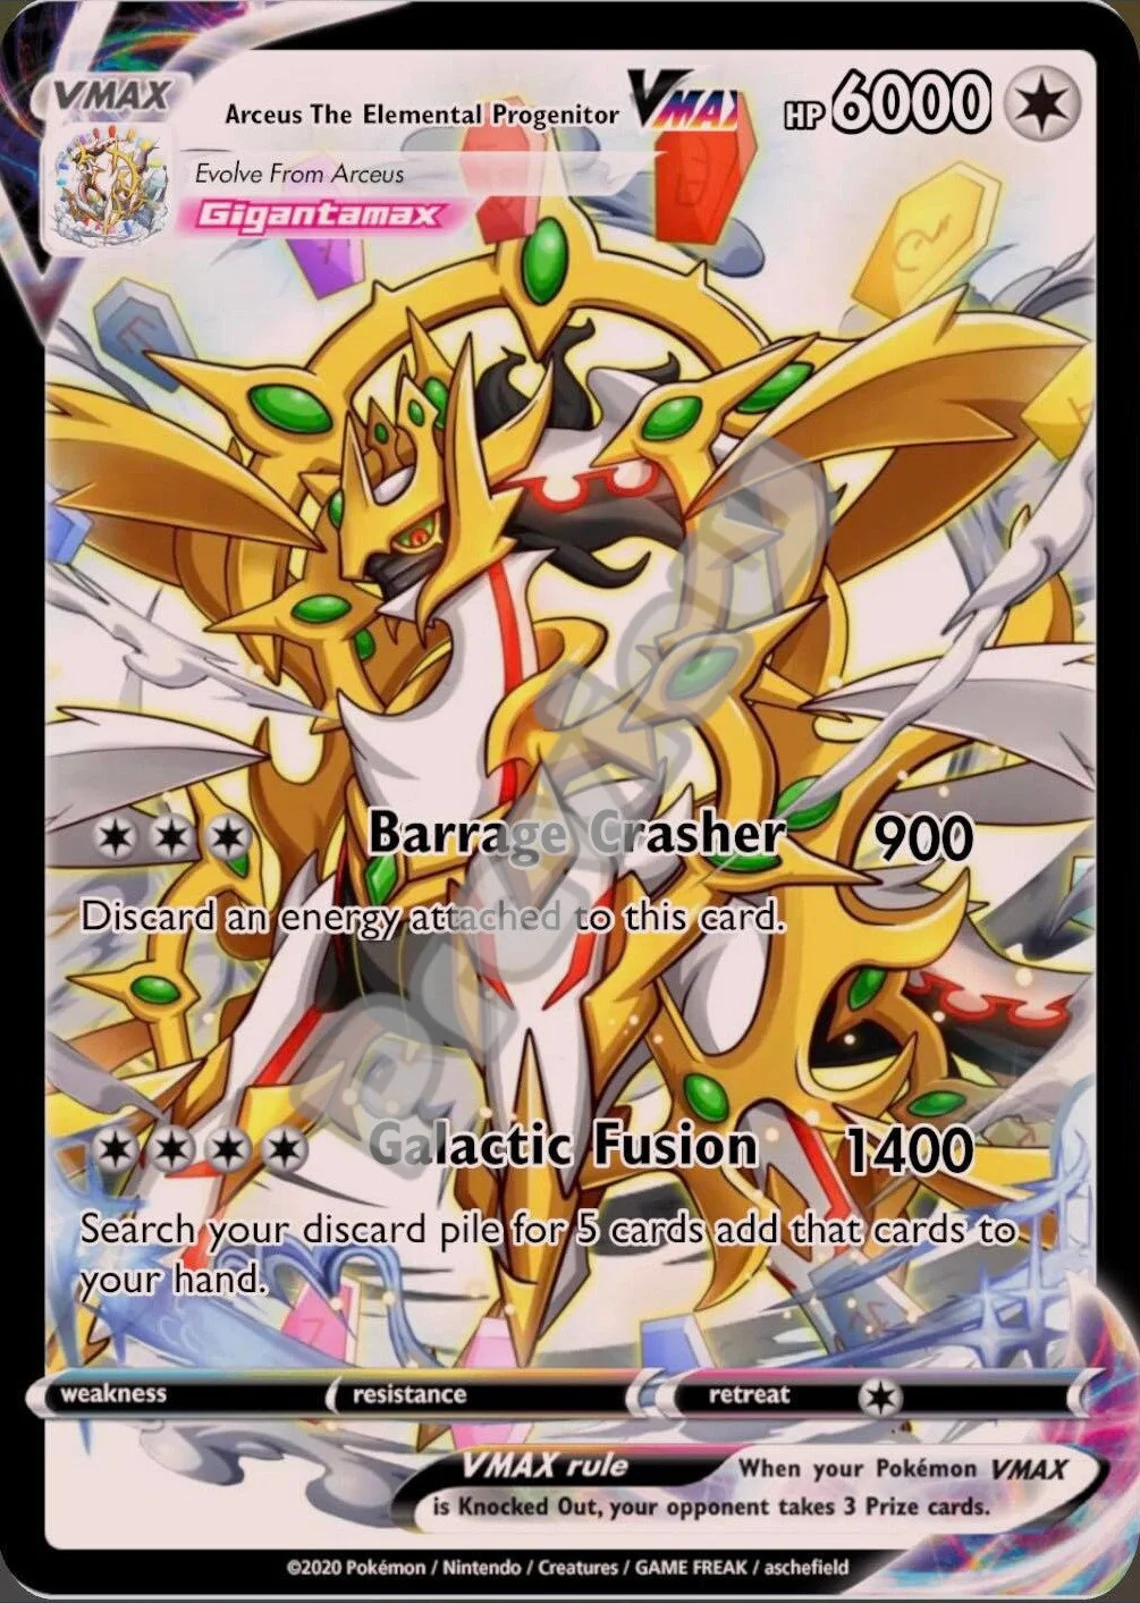 VMAX
Arceus The Elemental Progenitor VMAX HP 6000
Evolve From Arceus
Gigantamax
Barrage Crasher 900
Discard an energy attached to this card.
Galactic Fusion 1400
Search your discard pile for 5 cards add that cards to
your hand.
weakness resistance retreat
VMAX rule When your Pokémon VMAX
is Knocked Out, your opponent takes 3 Prize cards.
©2020 Pokémon / Nintendo / Creatures / GAME FREAK / aschefield